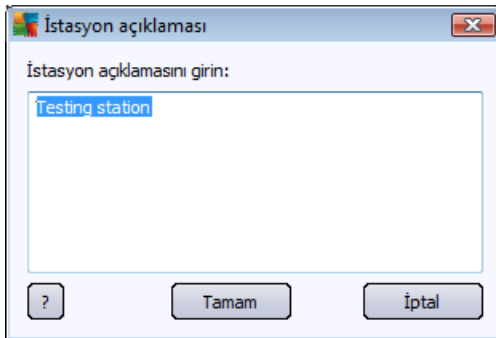 İstasyon açıklaması
İstasyon açıklamasını girin:
Testing station
? Tamam İptal